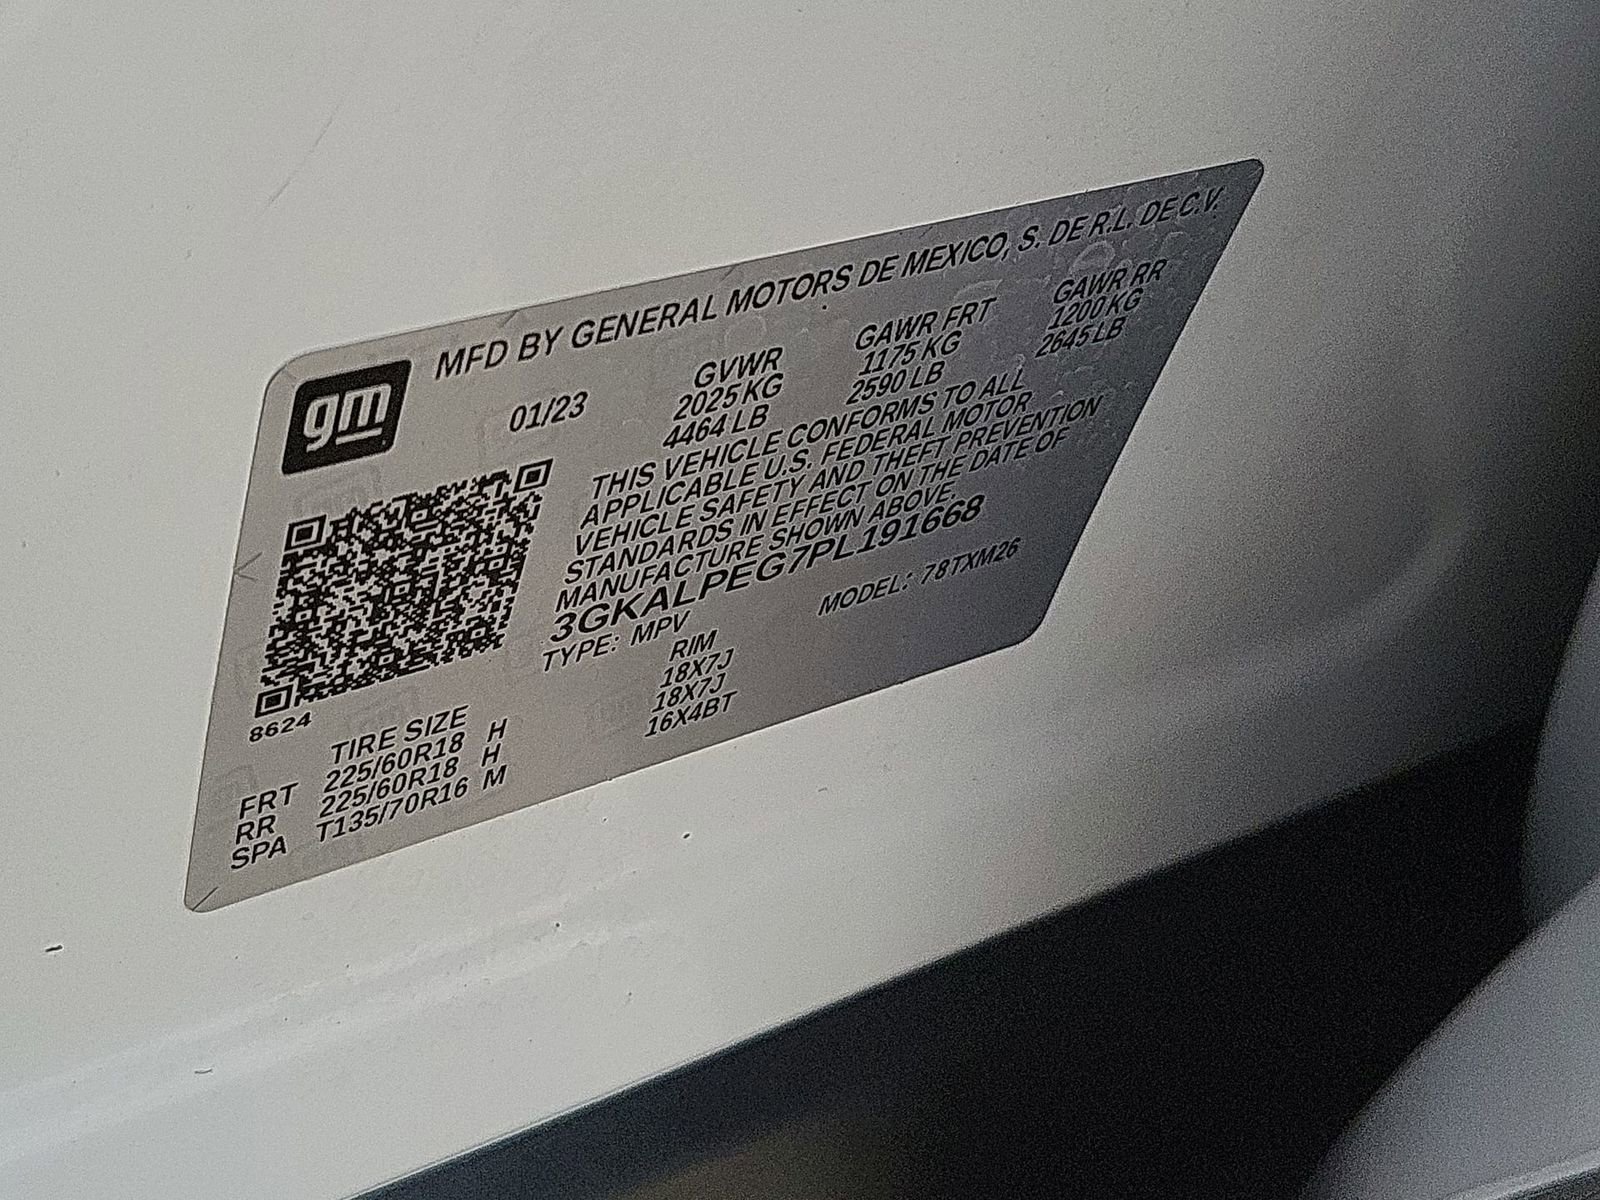 MFD BY GENERAL MOTORS DE MEXICO, S. DE R.L. DE C.V.
gm
01/23
GVWR GAWR FRT GAWR RR
2025 KG 1175 KG 1200 KG
4464 LB 2590 LB 2645 LB
THIS VEHICLE CONFORMS TO ALL
APPLICABLE U.S. FEDERAL MOTOR
VEHICLE SAFETY AND THEFT PREVENTION
STANDARDS IN EFFECT ON THE DATE OF
MANUFACTURE SHOWN ABOVE.
3GKALPEG7PL191668
TYPE: MPV MODEL: 78TXM26
8624
TIRE SIZE RIM
FRT 225/60R18 H 18X7J
RR 225/60R18 H 18X7J
SPA T135/70R16 M 16X4BT